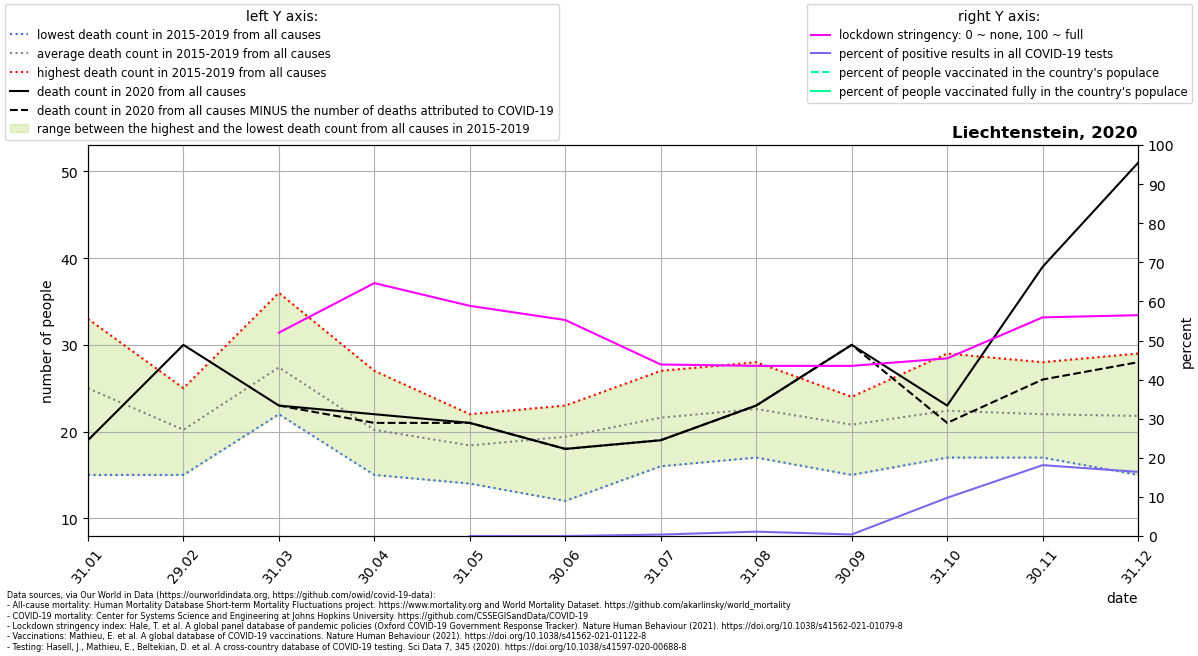 left Y axis:
lowest death count in 2015-2019 from all causes
average death count in 2015-2019 from all causes
highest death count in 2015-2019 from all causes
death count in 2020 from all causes
death count in 2020 from all causes MINUS the number of deaths attributed to COVID-19
range between the highest and the lowest death count from all causes in 2015-2019
right Y axis:
lockdown stringency: 0 ~ none, 100 ~ full
percent of positive results in all COVID-19 tests
percent of people vaccinated in the country's populace
percent of people vaccinated fully in the country's populace
Liechtenstein, 2020
number of people
50
40
30
20
10
100
90
80
70
60
50
40
30
20
10
0
percent
31.01
29.02
31.03
30.04
31.05
30.06
31.07
31.08
30.09
31.10
30.11
31.12
date
Data sources, via Our World in Data (https://ourworldindata.org, https://github.com/owid/covid-19-data):
- All-cause mortality: Human Mortality Database Short-term Mortality Fluctuations project. https://www.mortality.org and World Mortality Dataset. https://github.com/akarlinsky/world_mortality
- COVID-19 mortality: Center for Systems Science and Engineering at Johns Hopkins University. https://github.com/CSSEGISandData/COVID-19
- Lockdown stringency index: Hale, T. et al. A global panel database of pandemic policies (Oxford COVID-19 Government Response Tracker). Nature Human Behaviour (2021). https://doi.org/10.1038/s41562-021-01079-8
- Vaccinations: Mathieu, E. et al. A global database of COVID-19 vaccinations. Nature Human Behaviour (2021). https://doi.org/10.1038/s41562-021-01122-8
- Testing: Hasell, J., Mathieu, E., Beltekian, D. et al. A cross-country database of COVID-19 testing. Sci Data 7, 345 (2020). https://doi.org/10.1038/s41597-020-00688-8